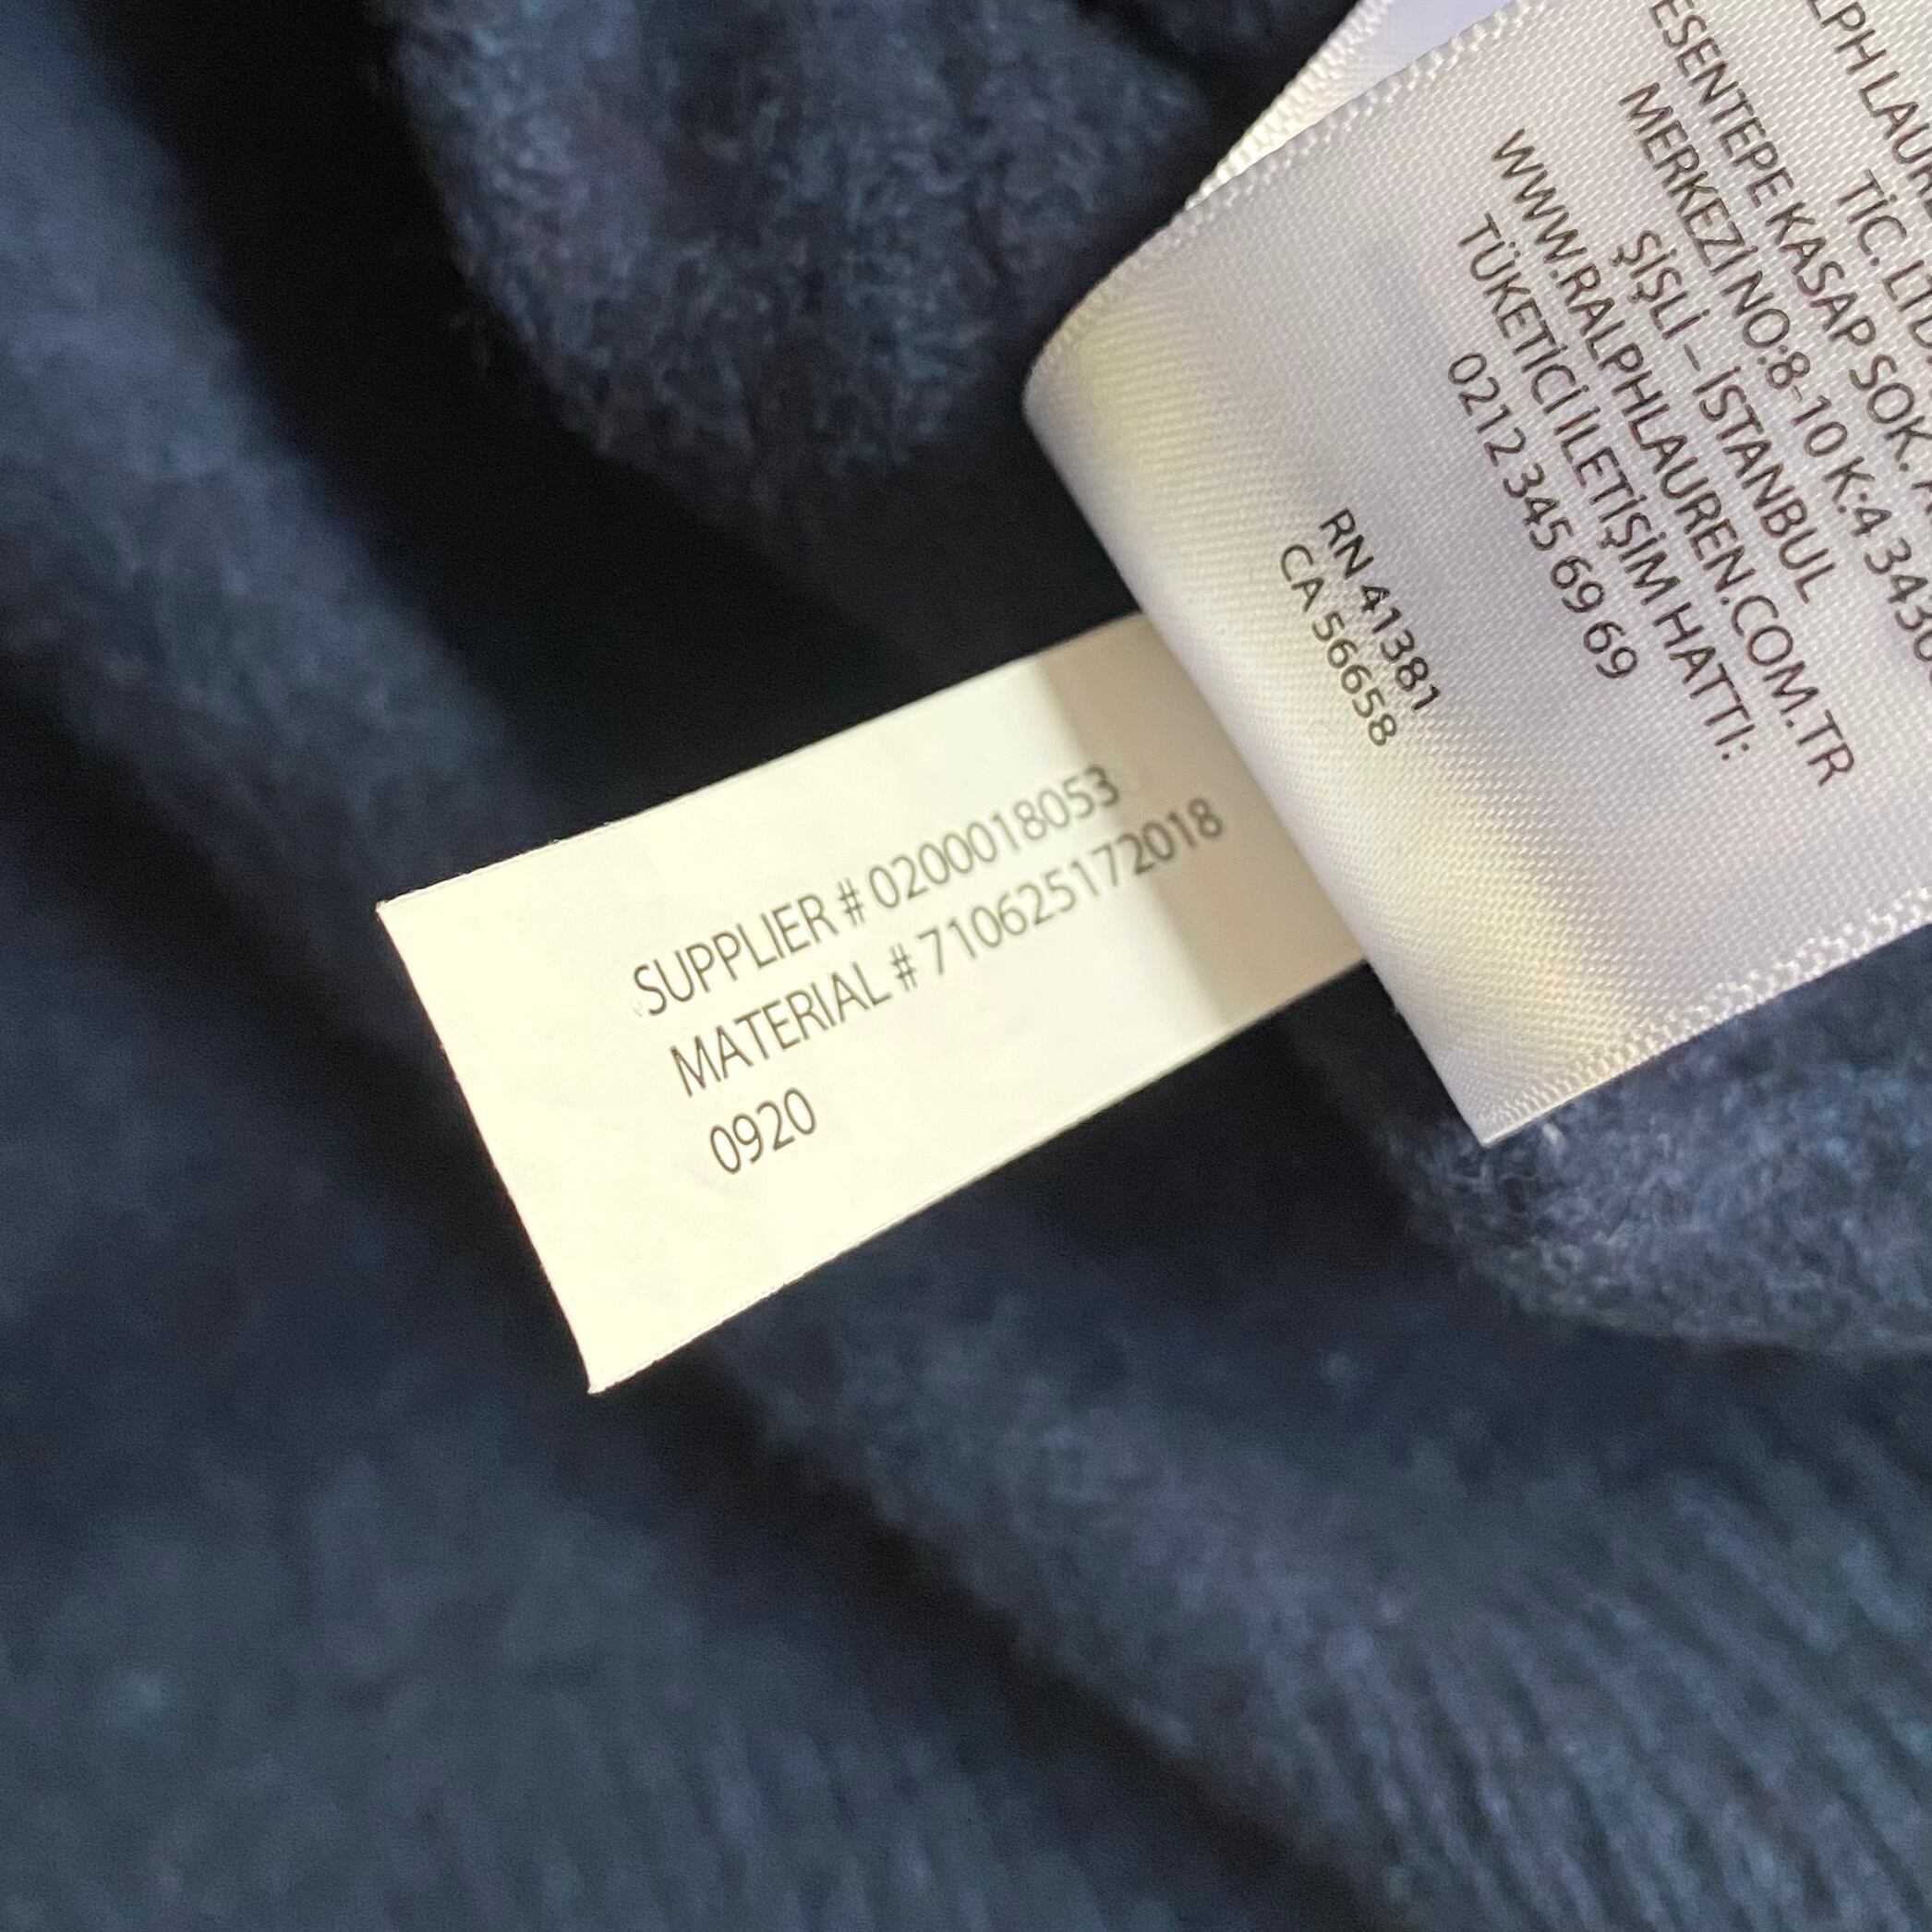 SUPPLIER # 0200018053
MATERIAL # 710625172018
0920
TİC. LTD.
KASAP SOK.
MERKEZİ NO:8-10 K:4
ŞİŞLİ – İSTANBUL
WWW.RALPHLAUREN.COM.TR
TÜKETİCİ İLETİŞİM HATTI:
0212 345 69 69
RN 41381
CA 56658